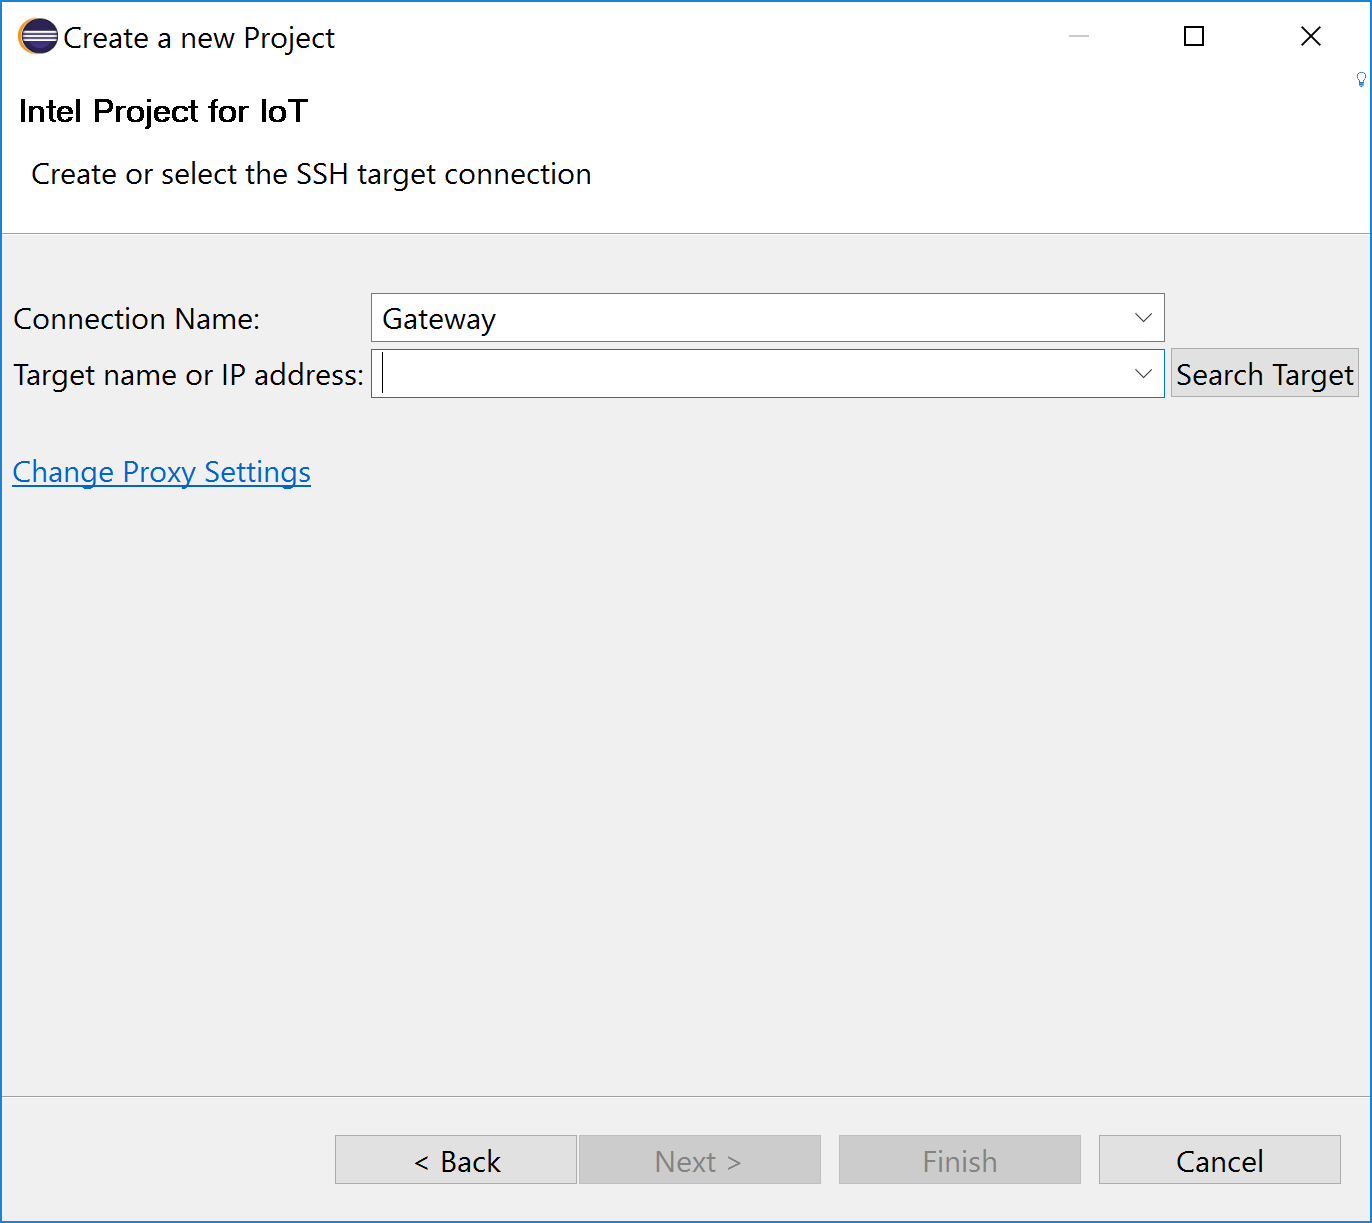 Create a new Project
Intel Project for IoT
Create or select the SSH target connection
Connection Name: Gateway
Target name or IP address: Search Target
Change Proxy Settings
< Back Next > Finish Cancel